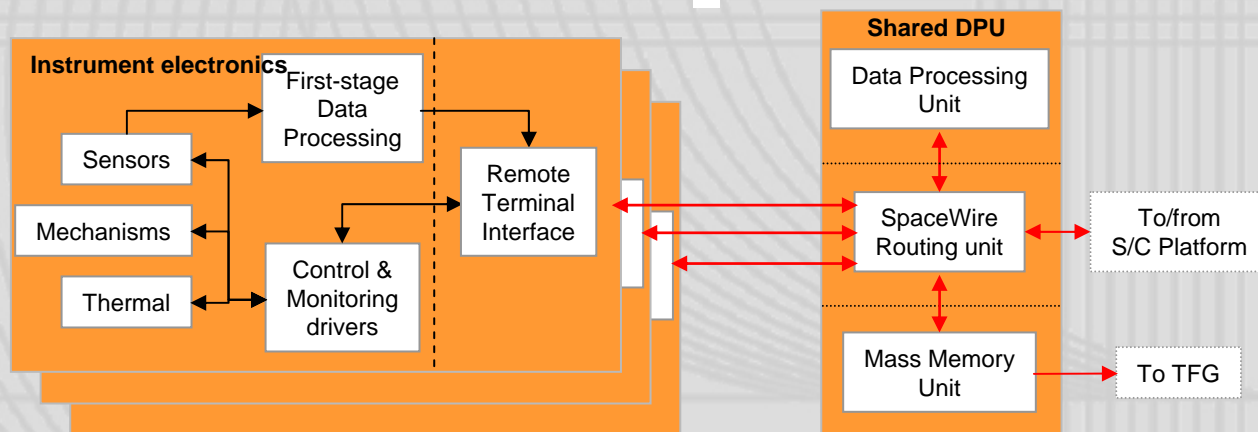 Instrument electronics
First-stage
Data
Processing
Sensors
Mechanisms
Thermal
Control &
Monitoring
drivers
Remote
Terminal
Interface
Shared DPU
Data Processing
Unit
SpaceWire
Routing unit
To/from
S/C Platform
Mass Memory
Unit
To TFG